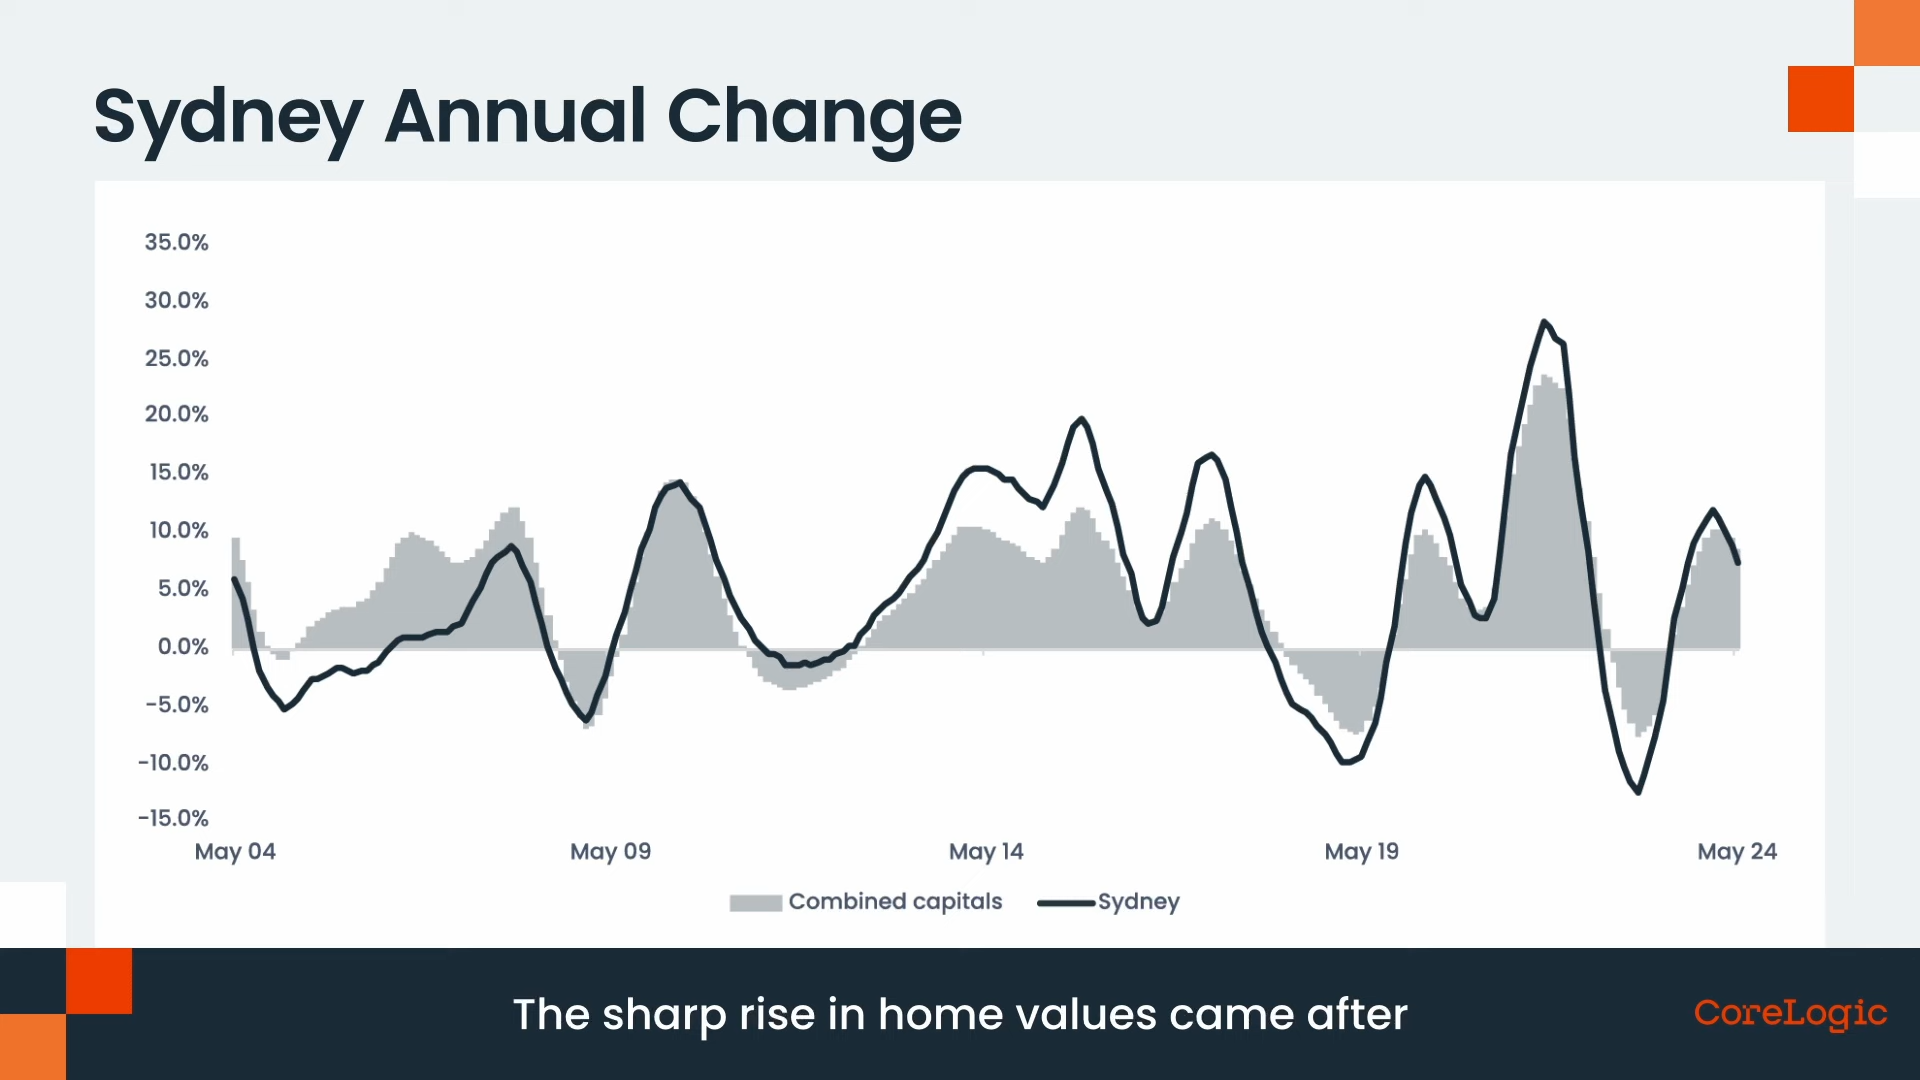 Sydney Annual Change
35.0%
30.0%
25.0%
20.0%
15.0%
10.0%
5.0%
0.0%
-5.0%
-10.0%
-15.0%
May 04
May 09
May 14
May 19
May 24
Combined capitals
Sydney
The sharp rise in home values came after
CoreLogic